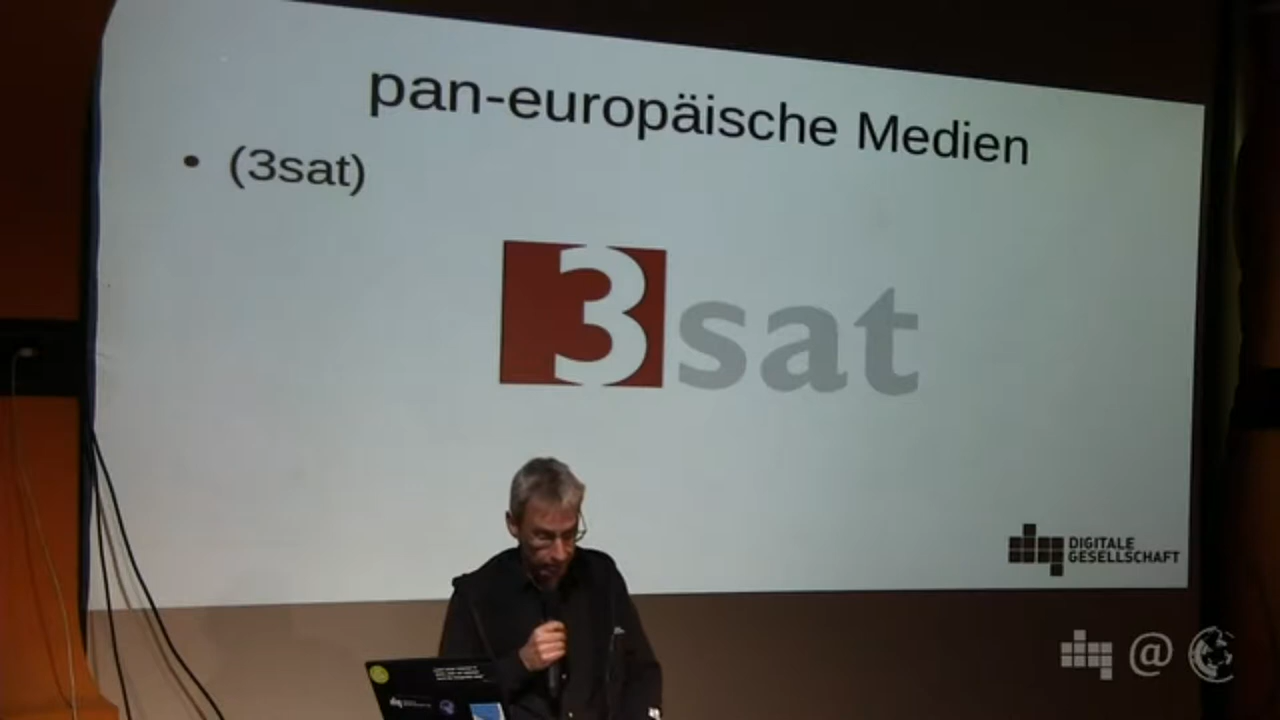 pan-europäische Medien
• (3sat)
3sat
DIGITALE
GESELLSCHAFT
@